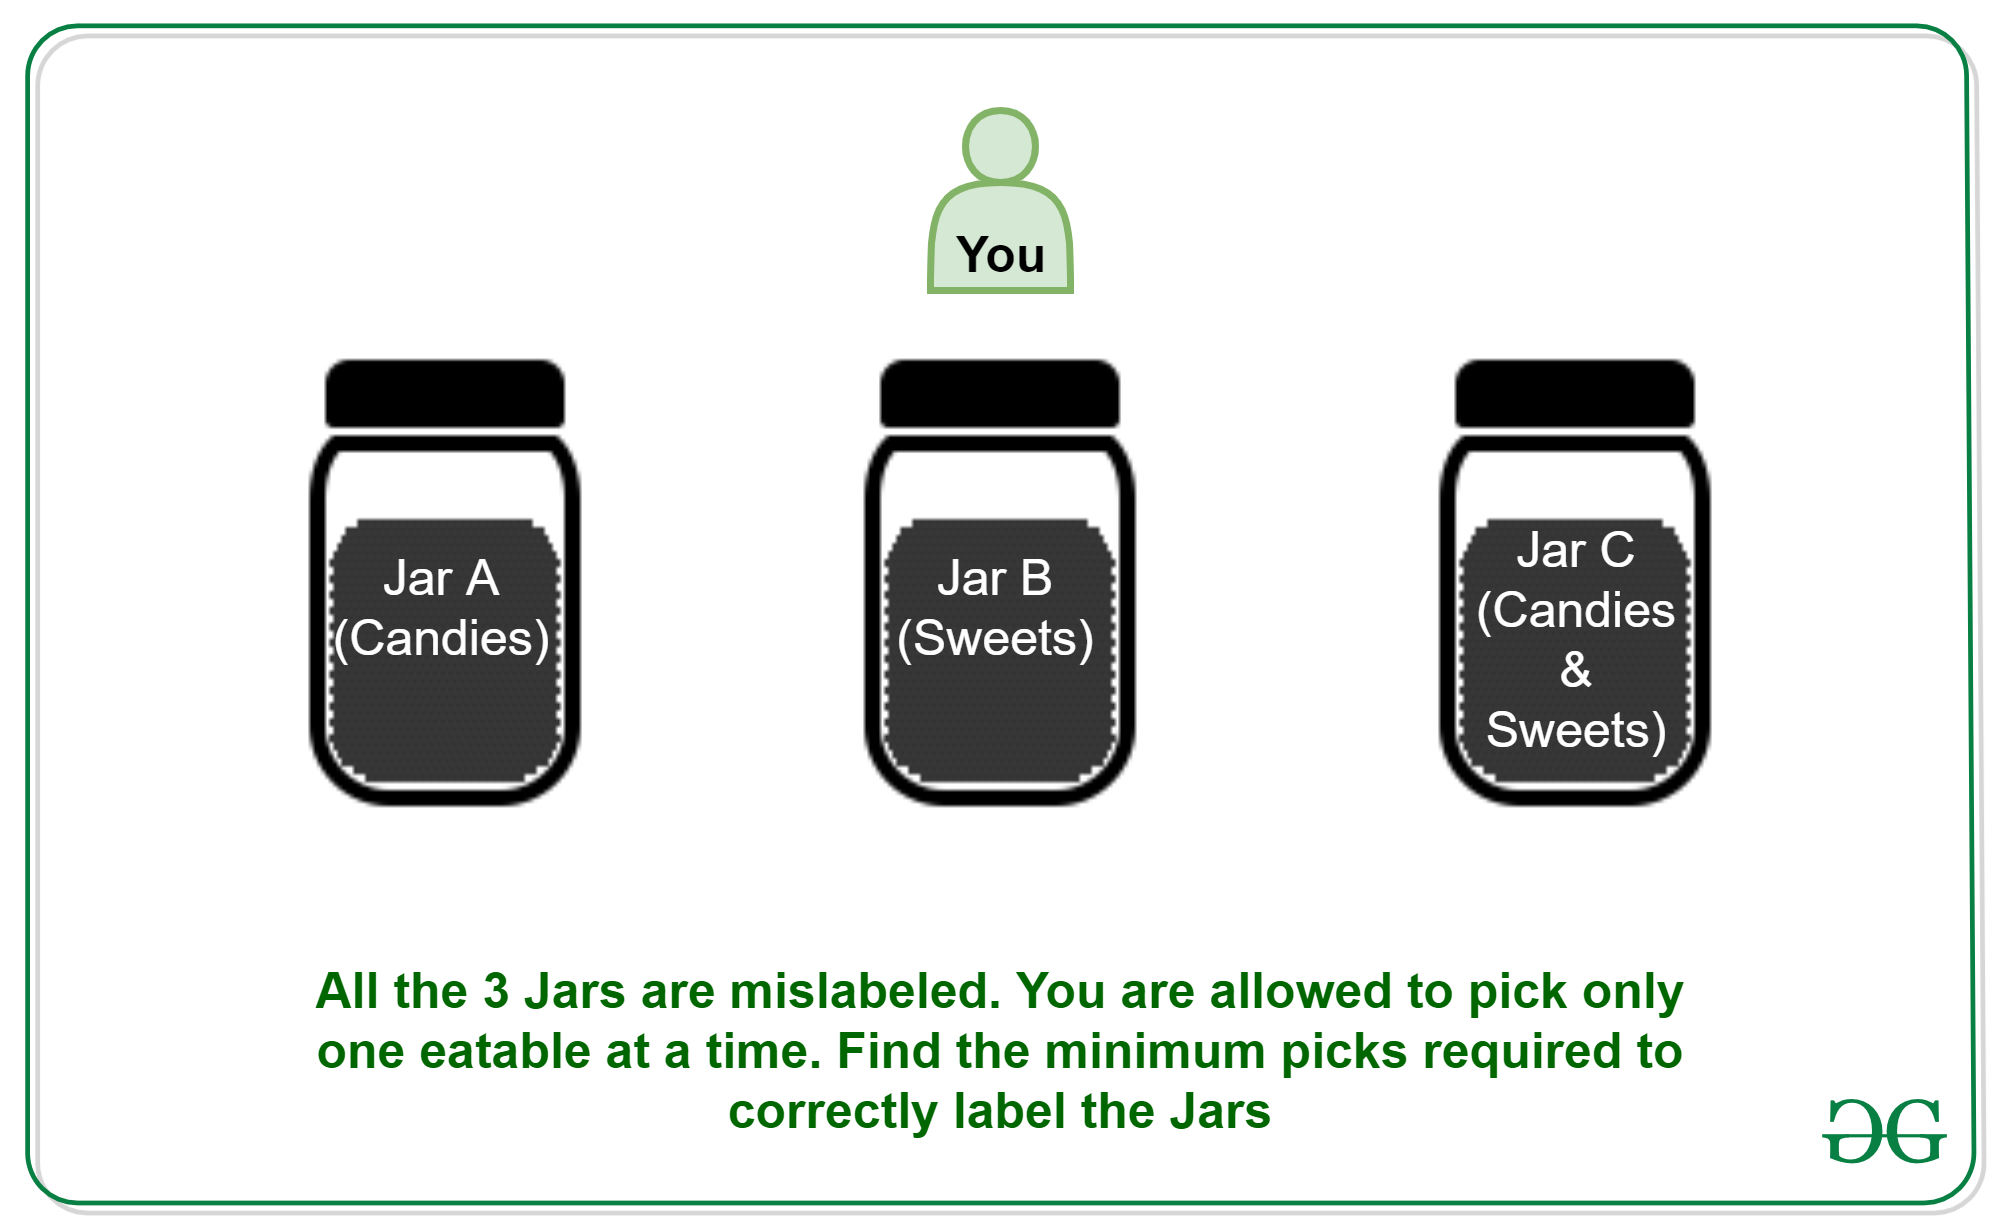 You
Jar A
(Candies)
Jar B
(Sweets)
Jar C
(Candies
&
Sweets)
All the 3 Jars are mislabeled. You are allowed to pick only
one eatable at a time. Find the minimum picks required to
correctly label the Jars